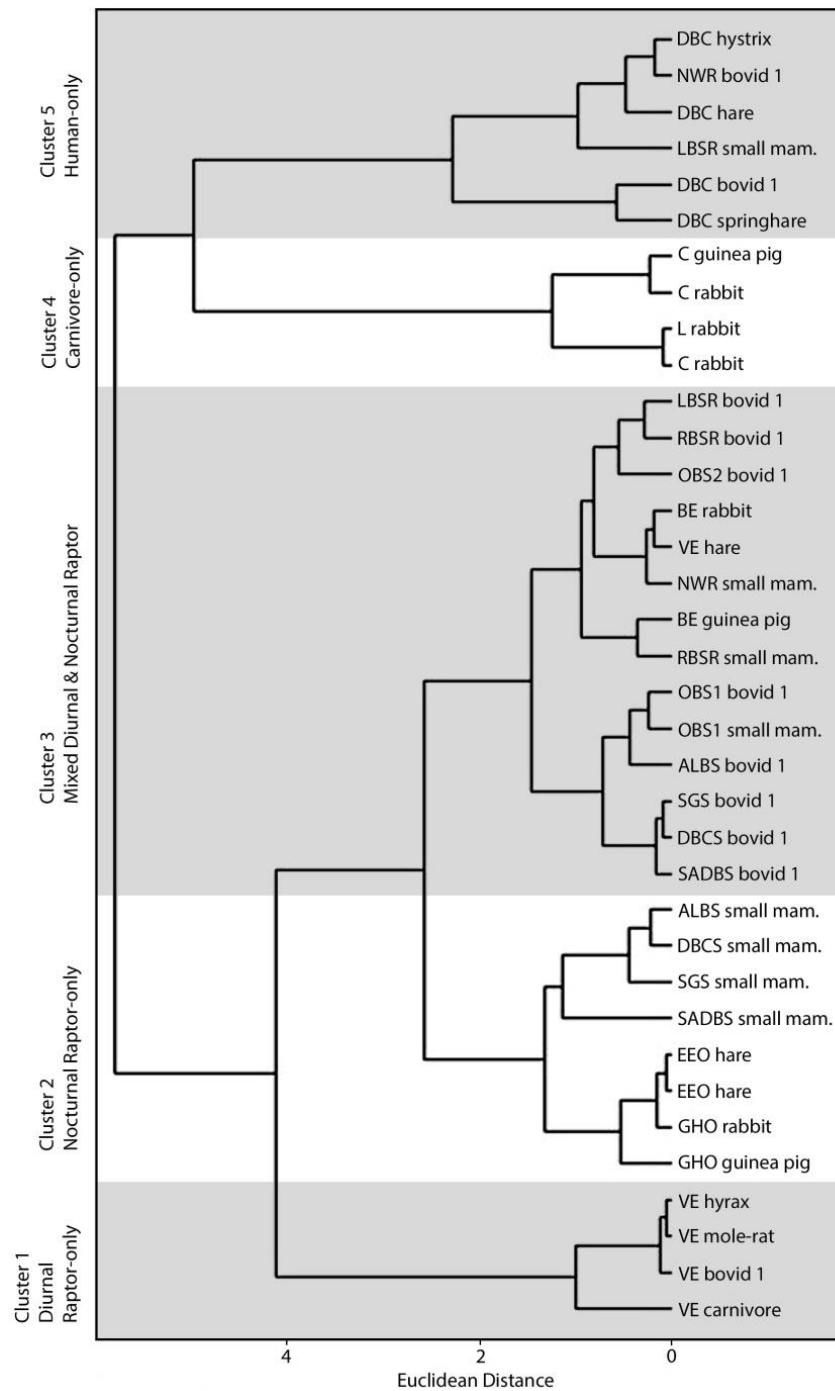 Cluster 5
Human-only
DBC hystrix
NWR bovid 1
DBC hare
LBSR small mam.
DBC bovid 1
DBC springhare
Cluster 4
Carnivore-only
C guinea pig
C rabbit
L rabbit
C rabbit
Cluster 3
Mixed Diurnal & Nocturnal Raptor
LBSR bovid 1
RBSR bovid 1
OBS2 bovid 1
BE rabbit
VE hare
NWR small mam.
BE guinea pig
RBSR small mam.
OBS1 bovid 1
OBS1 small mam.
ALBS bovid 1
SGS bovid 1
DBCS bovid 1
SADBS bovid 1
Cluster 2
Nocturnal Raptor-only
ALBS small mam.
DBCS small mam.
SGS small mam.
SADBS small mam.
EEO hare
EEO hare
GHO rabbit
GHO guinea pig
Cluster 1
Diurnal
Raptor-only
VE hyrax
VE mole-rat
VE bovid 1
VE carnivore
4 2 0
Euclidean Distance